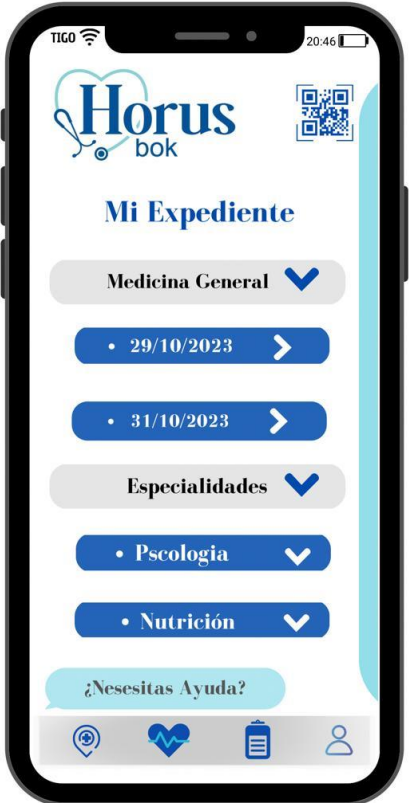 TIGO
20:46
Horus
bok
Mi Expediente
Medicina General
• 29/10/2023
• 31/10/2023
Especialidades
• Pscologia
• Nutrición
¿Nesesitas Ayuda?